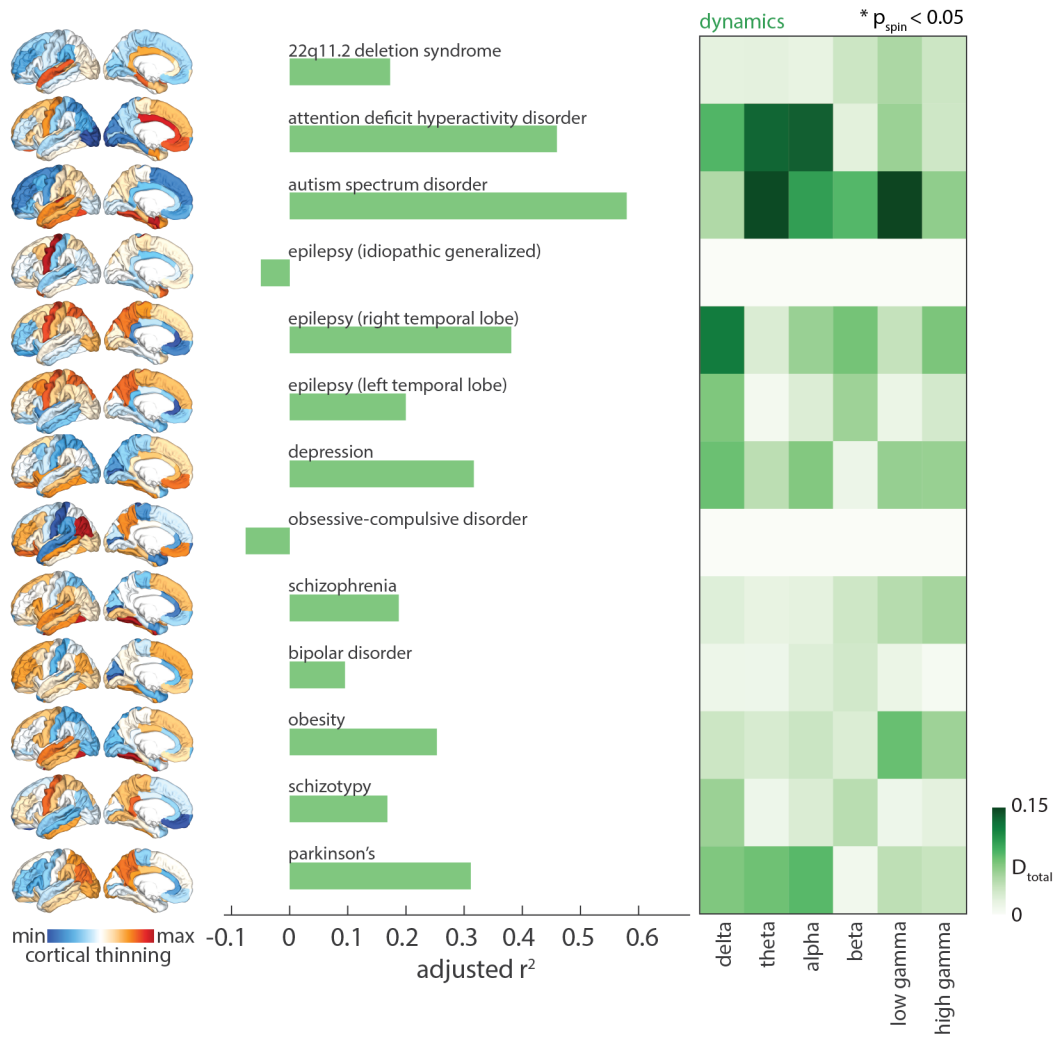 dynamics
* pspin < 0.05
22q11.2 deletion syndrome
attention deficit hyperactivity disorder
autism spectrum disorder
epilepsy (idiopathic generalized)
epilepsy (right temporal lobe)
epilepsy (left temporal lobe)
depression
obsessive-compulsive disorder
schizophrenia
bipolar disorder
obesity
schizotypy
parkinson’s
min max
cortical thinning
-0.1 0 0.1 0.2 0.3 0.4 0.5 0.6
adjusted r²
delta
theta
alpha
beta
low gamma
high gamma
0.15
Dtotal
0